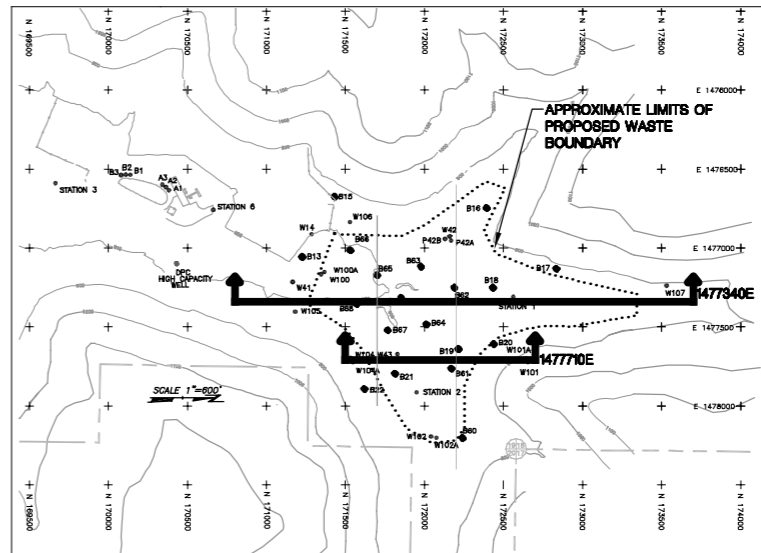 N 169500
N 170000
N 170500
N 171000
N 171500
N 172000
N 172500
N 173000
N 173500
N 174000
E 1476000
APPROXIMATE LIMITS OF
PROPOSED WASTE
BOUNDARY
E 1476500
B3
B2
B1
A3
A2
A1
STATION 3
STATION 6
B15
B16
W106
W14
W42
P42B
P42A
B66
E 1477000
B13
B63
B17
DPC
HIGH CAPACITY
WELL
W100A
W100
B65
W41
B62
B18
W107
STATION 1
1477340E
W105
B68
B64
E 1477500
B67
B20
B19
W101A
W104
W43
1477710E
W104A
B61
W101
B21
SCALE 1"=600'
B22
STATION 2
E 1478000
W102
W102A
B60
N 169500
N 170000
N 170500
N 171000
N 171500
N 172000
N 172500
N 173000
N 173500
N 174000